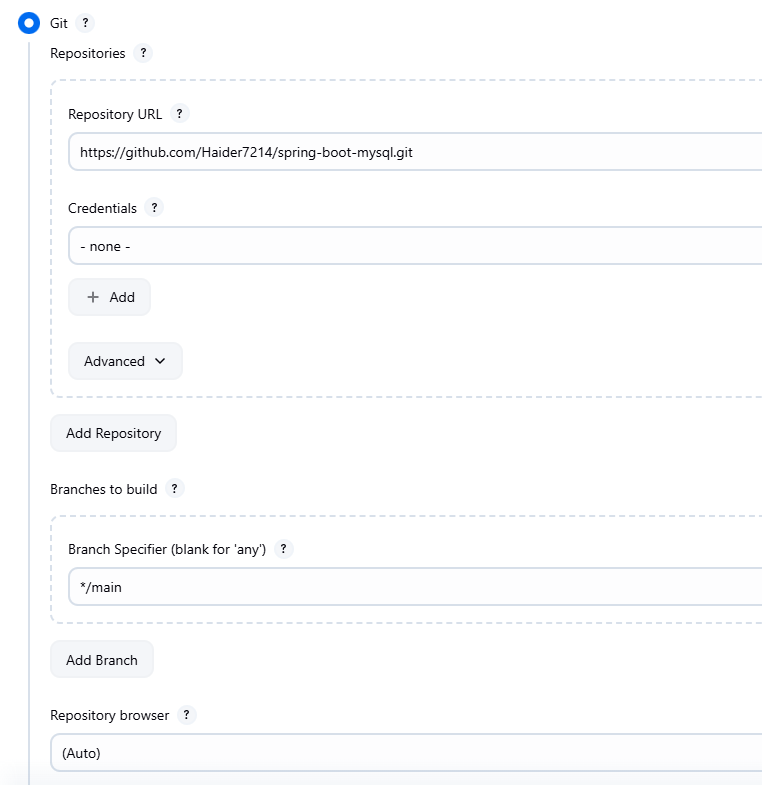 Git ?
Repositories ?
Repository URL ?
https://github.com/Haider7214/spring-boot-mysql.git
Credentials ?
- none -
+ Add
Advanced
Add Repository
Branches to build ?
Branch Specifier (blank for 'any') ?
*/main
Add Branch
Repository browser ?
(Auto)